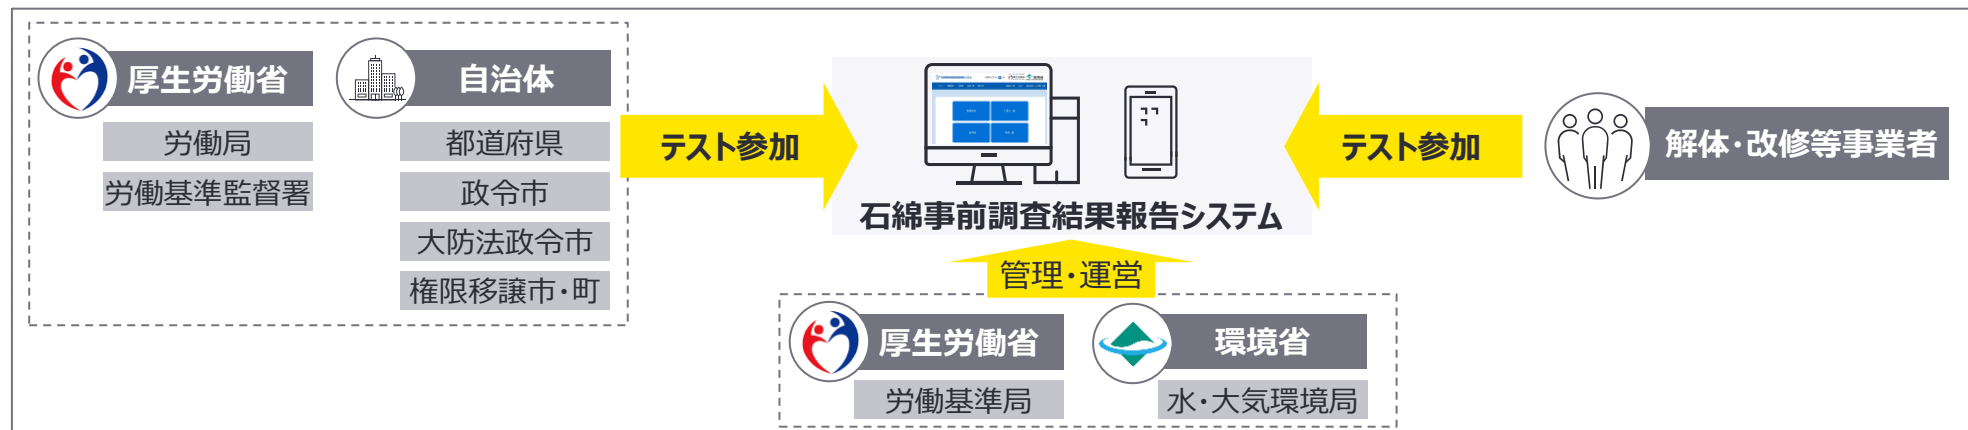 厚生労働省
労働局
労働基準監督署
自治体
都道府県
政令市
大防法政令市
権限移譲市・町
テスト参加
石綿事前調査結果報告システム
テスト参加
解体・改修等事業者
管理・運営
厚生労働省
労働基準局
環境省
水・大気環境局